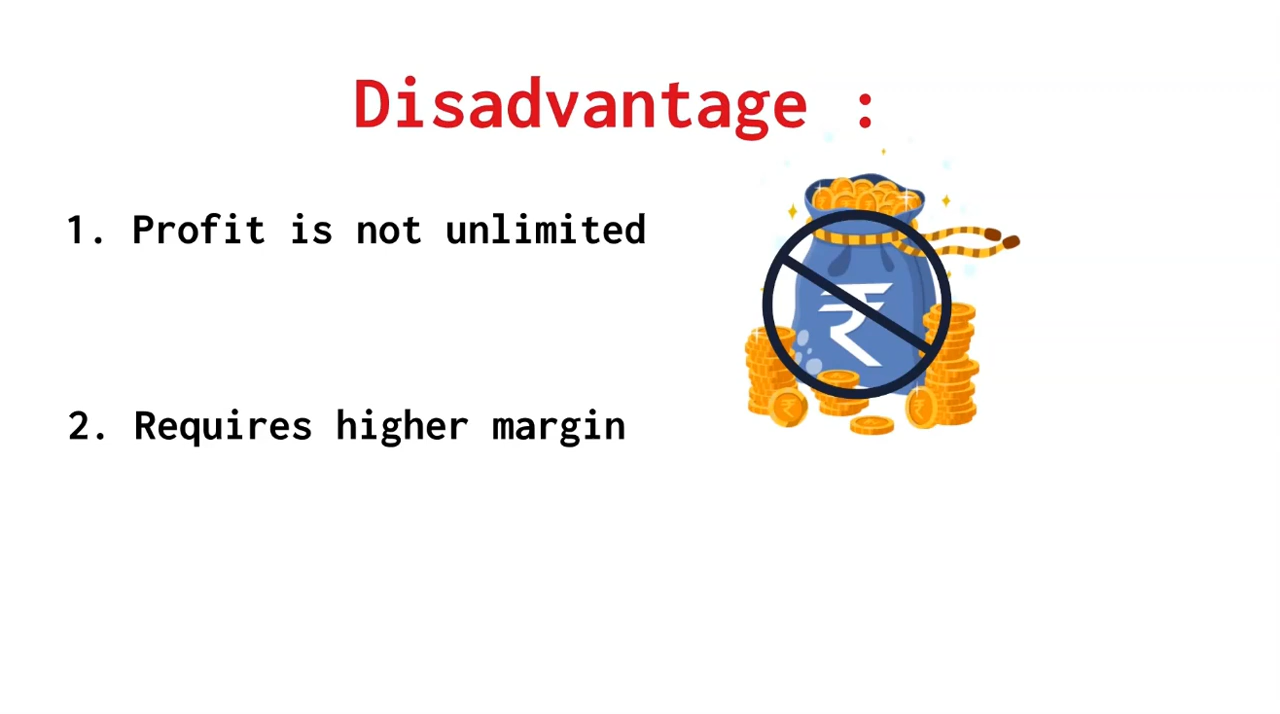 Disadvantage :
1. Profit is not unlimited
2. Requires higher margin
₹